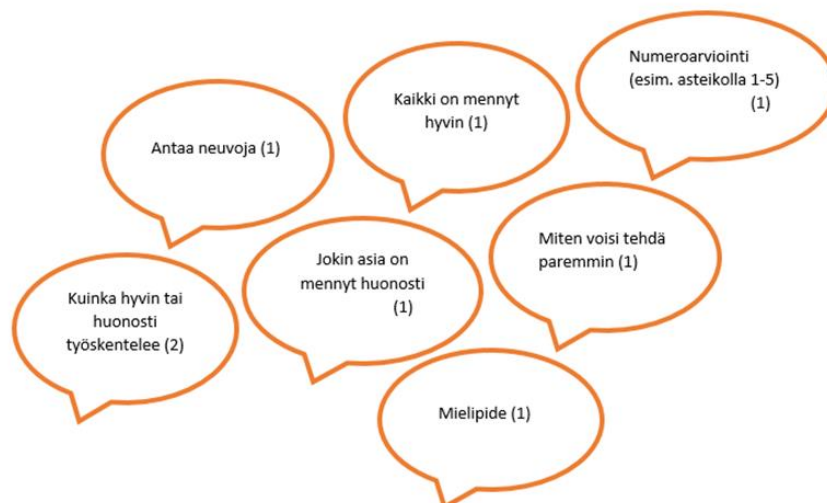 Numeroarviointi
(esim. asteikolla 1-5)
(1)
Kaikki on mennyt
hyvin (1)
Antaa neuvoja (1)
Miten voisi tehdä
paremmin (1)
Jokin asia on
mennyt huonosti
(1)
Kuinka hyvin tai
huonosti
työskentelee (2)
Mielipide (1)